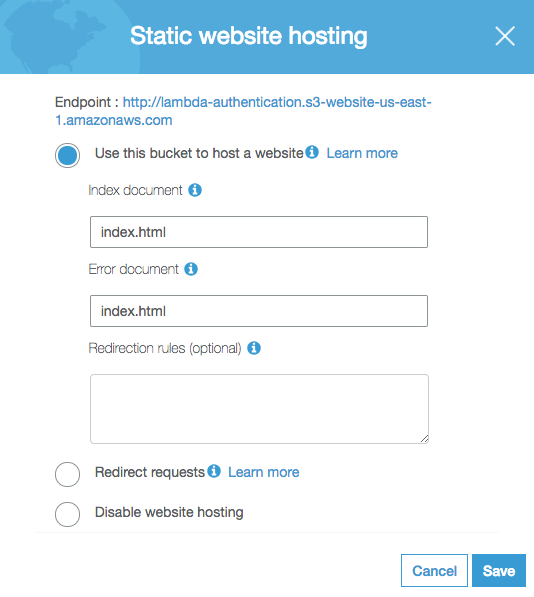 Static website hosting
Endpoint : http://lambda-authentication.s3-website-us-east-
1.amazonaws.com
Use this bucket to host a website Learn more
Index document
index.html
Error document
index.html
Redirection rules (optional)
Redirect requests Learn more
Disable website hosting
Cancel Save